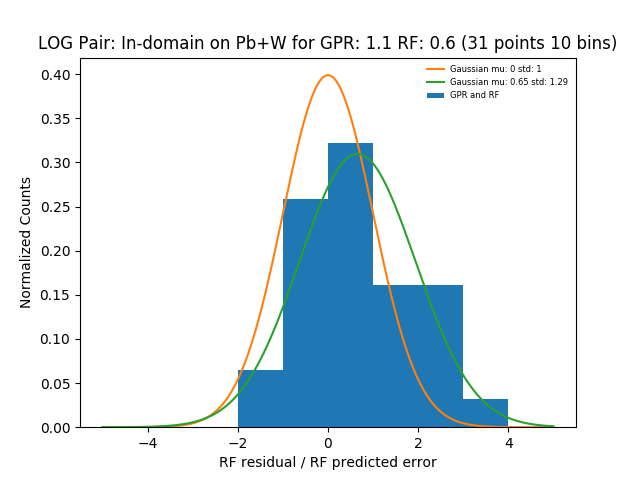 LOG Pair: In-domain on Pb+W for GPR: 1.1 RF: 0.6 (31 points 10 bins)
Gaussian mu: 0 std: 1
Gaussian mu: 0.65 std: 1.29
GPR and RF
Normalized Counts
0.40
0.35
0.30
0.25
0.20
0.15
0.10
0.05
0.00
−4
−2
0
2
4
RF residual / RF predicted error